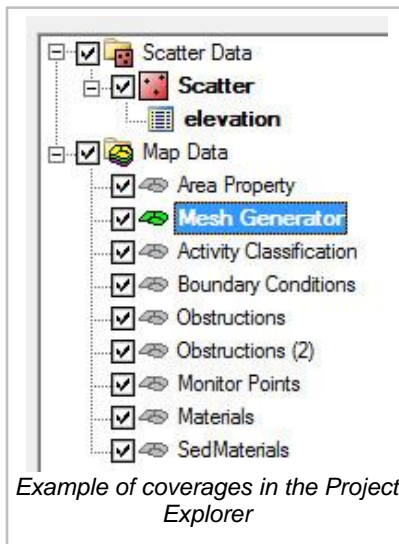 Scatter Data
Scatter
elevation
Map Data
Area Property
Mesh Generator
Activity Classification
Boundary Conditions
Obstructions
Obstructions (2)
Monitor Points
Materials
SedMaterials
Example of coverages in the Project
Explorer